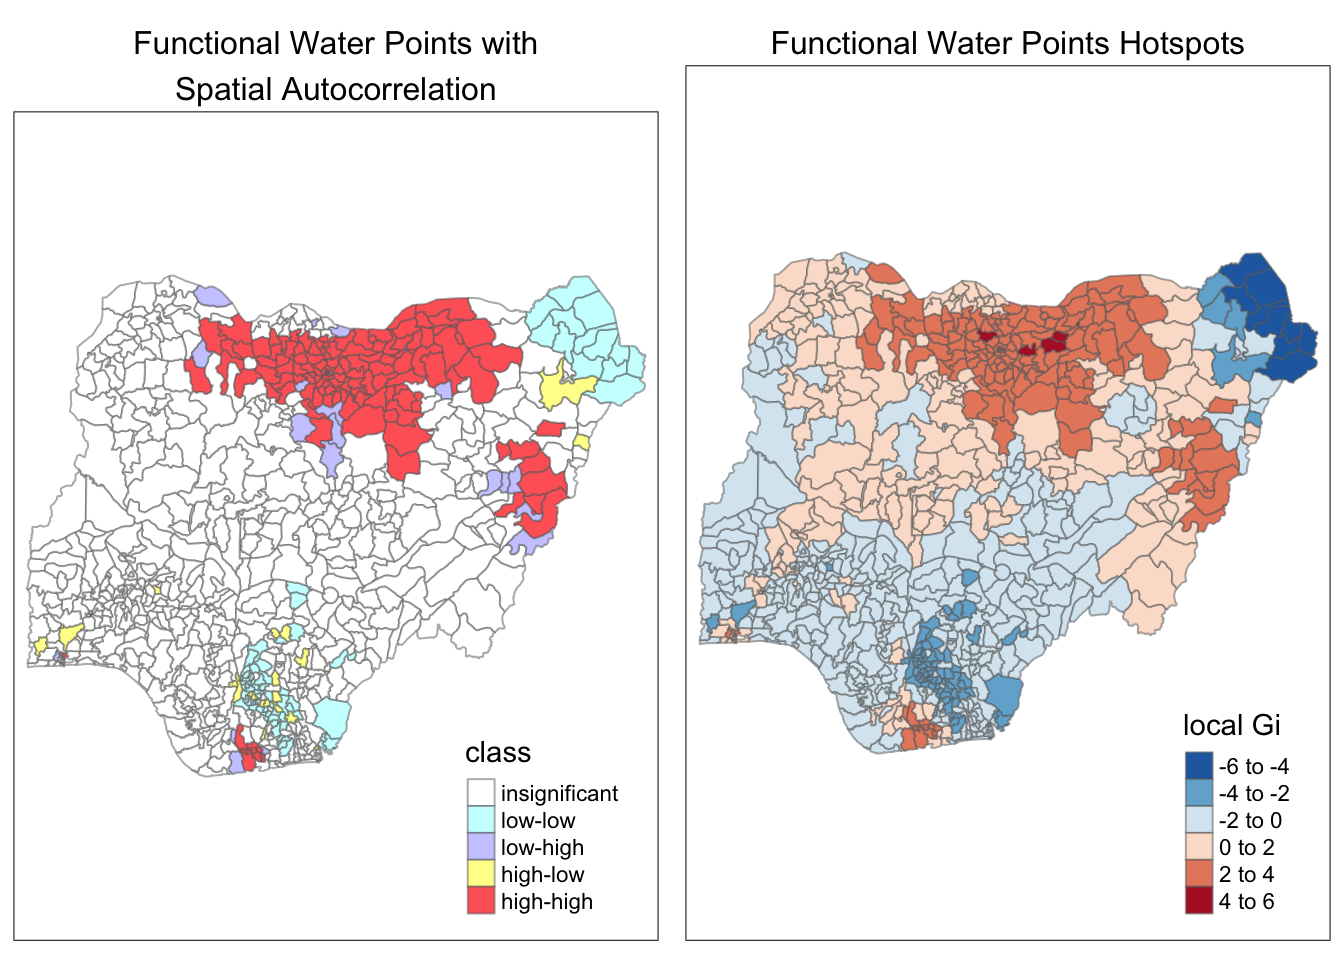 Functional Water Points with
Spatial Autocorrelation
class
insignificant
low-low
low-high
high-low
high-high
Functional Water Points Hotspots
local Gi
-6 to -4
-4 to -2
-2 to 0
0 to 2
2 to 4
4 to 6